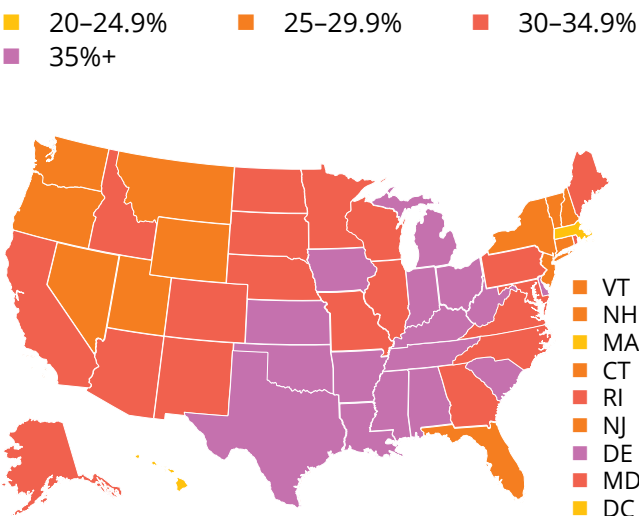 20–24.9% 25–29.9% 30–34.9%
35%+
VT
NH
MA
CT
RI
NJ
DE
MD
DC